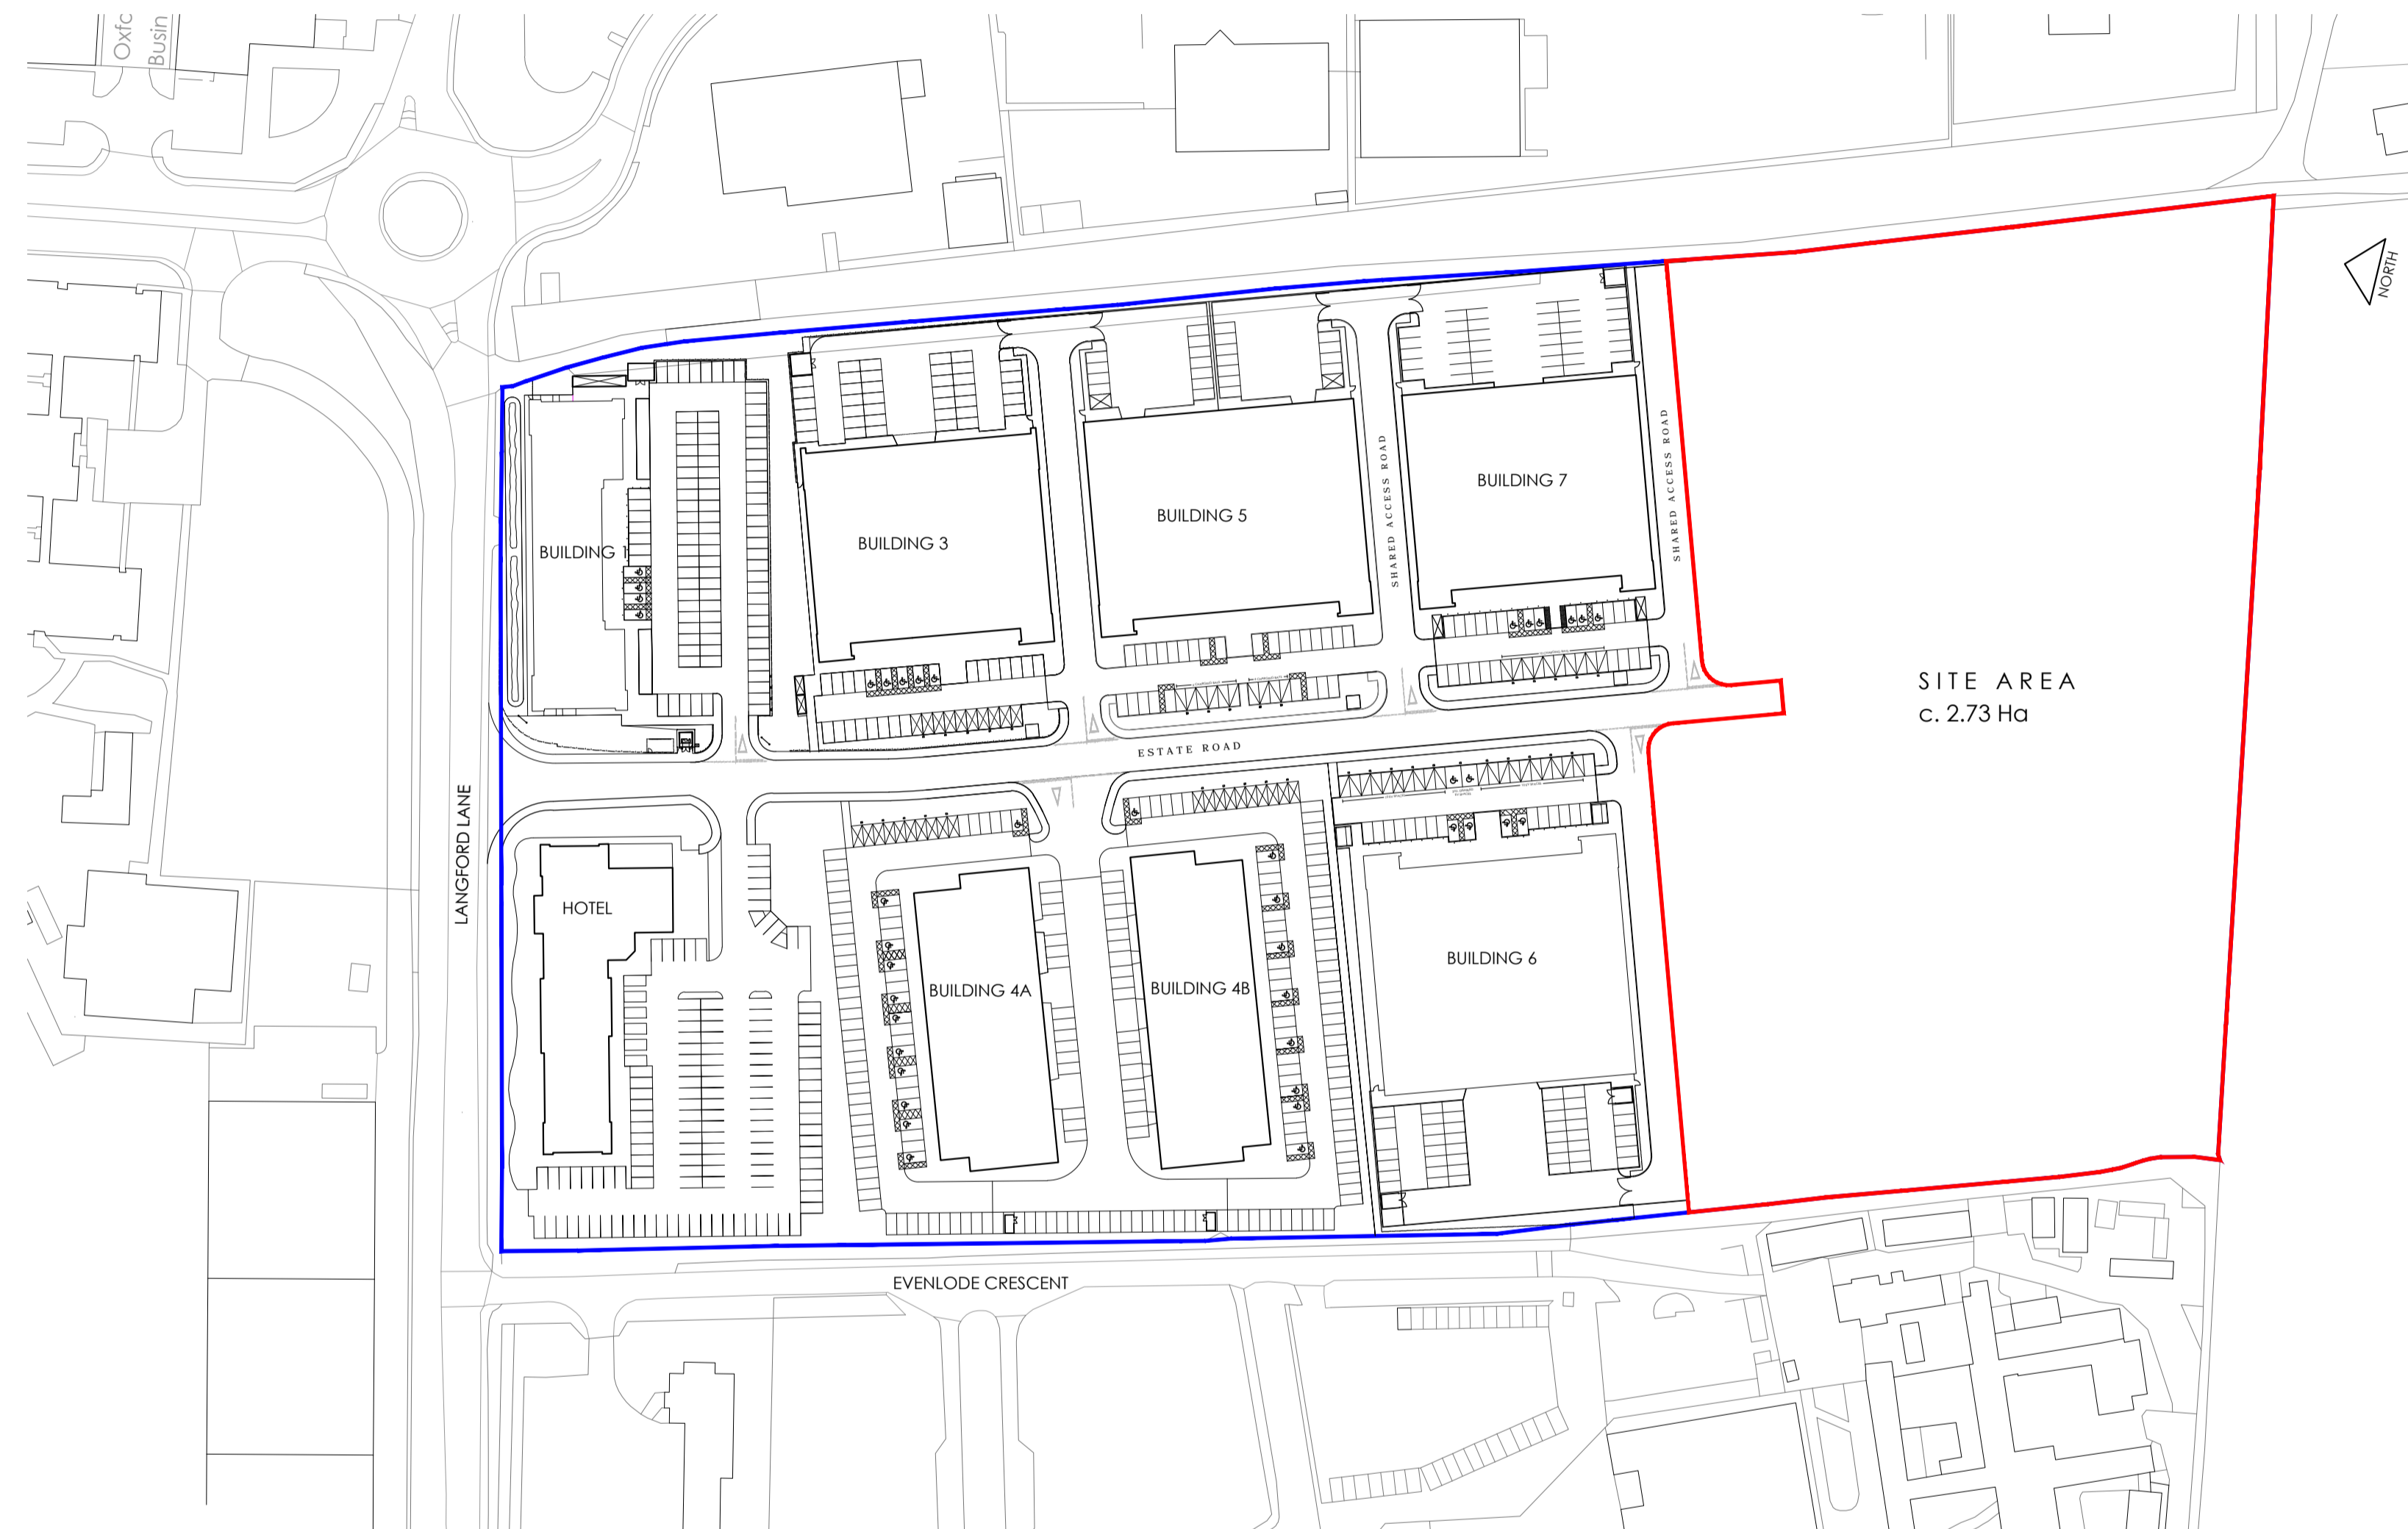 Oxfo
Busin
NORTH
BUILDING 1
BUILDING 3
BUILDING 5
BUILDING 7
SHARED ACCESS ROAD
SHARED ACCESS ROAD
SITE AREA
c. 2.73 Ha
ESTATE ROAD
LANGFORD LANE
HOTEL
BUILDING 4A
BUILDING 4B
BUILDING 6
EVENLODE CRESCENT